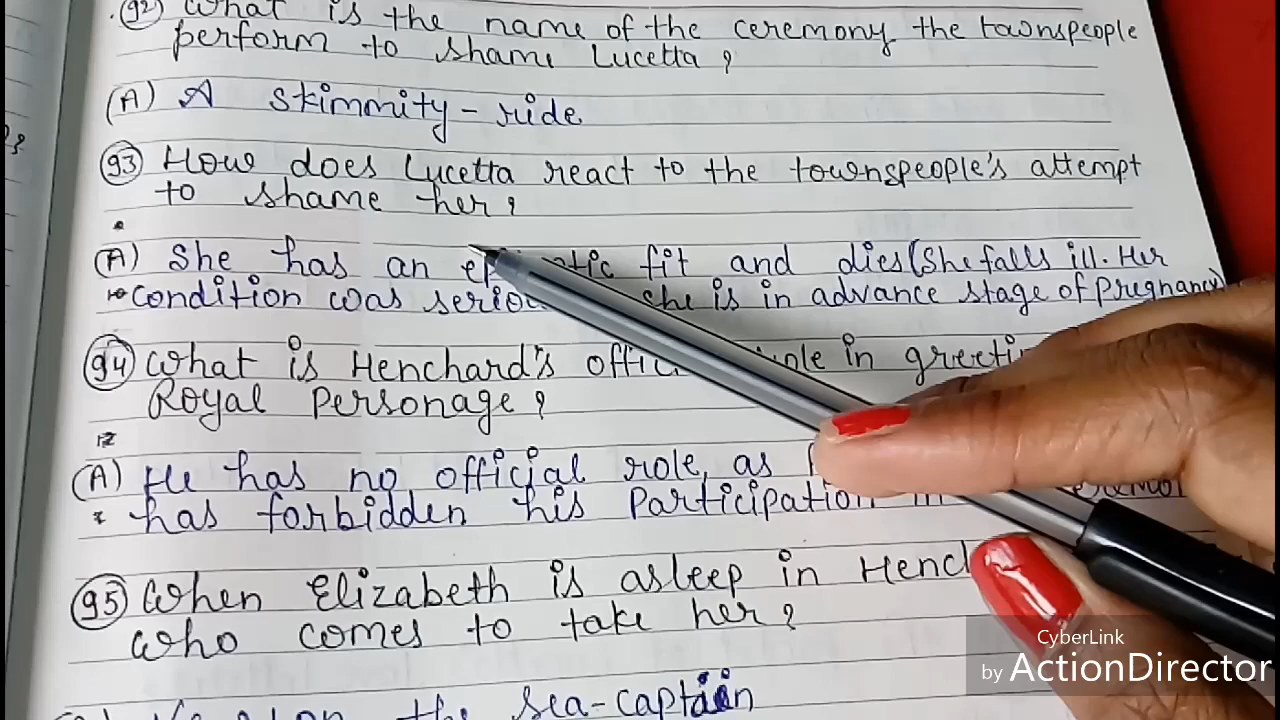 92) What is the name of the ceremony the townspeople
perform to shame Lucetta?
(A) A skimmity-ride
93) How does Lucetta react to the townspeople's attempt
to shame her?
(A) She has an fit and dies (She falls ill. Her
condition was she is in advance stage of pregnancy)
94) What is Henchard's in
Royal Personage?
(A) He has no official role, as
has forbidden his Participation in
95) When Elizabeth is asleep in
who comes to take her?
the sea-captain
CyberLink
by ActionDirector